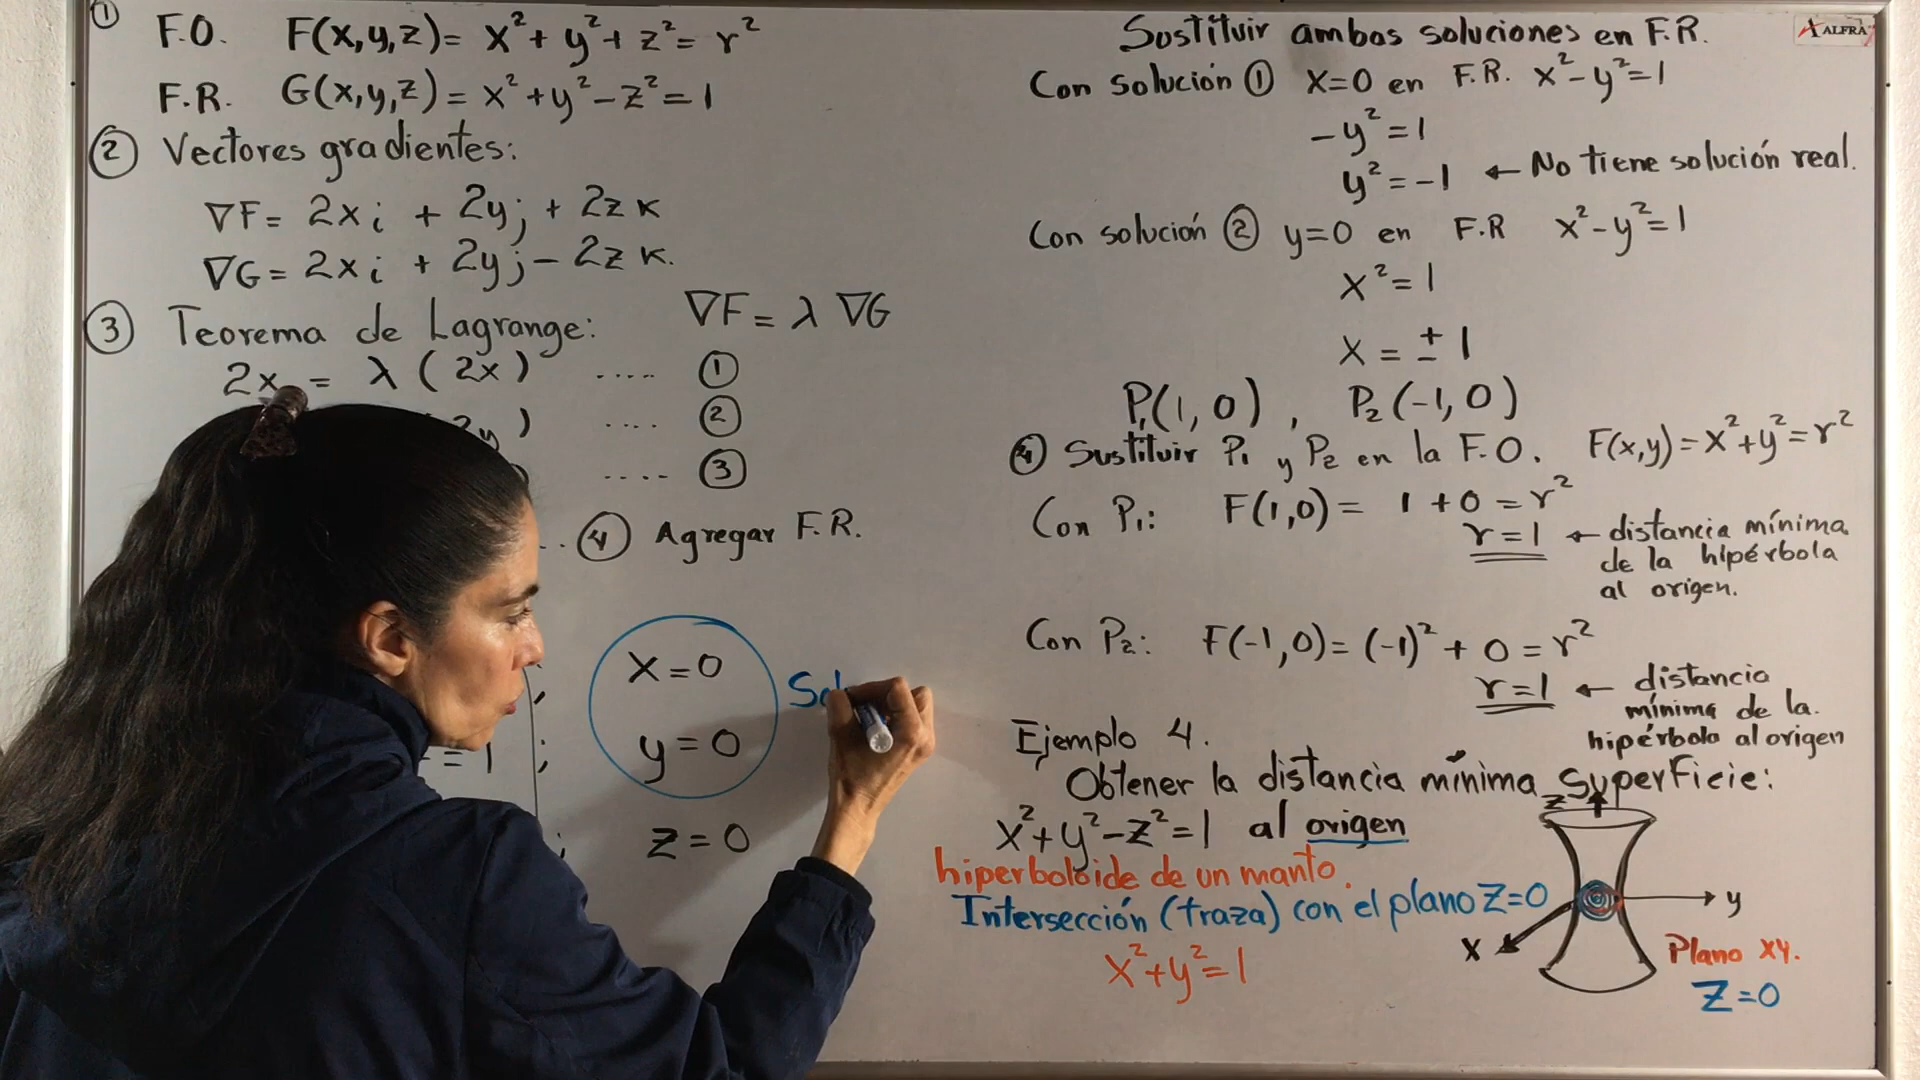 ① F.O. F(x,y,z)= x²+ y²+ z²= r²
F.R. G(x,y,z)= x²+y²-z²=1
② Vectores gradientes:
∇F= 2x i + 2y j + 2z k
∇G= 2x i + 2y j - 2z k.
③ Teorema de Lagrange: ∇F = λ ∇G
2x = λ ( 2x ) .... ①
2y ) .... ②
) .... ③
.. ④ Agregar F.R.
x=0
;
y=0
=1 ;
z=0
;
Sustituir ambas soluciones en F.R.
Con solución ① x=0 en F.R. x²-y²=1
-y²=1
y²=-1 ← No tiene solución real.
Con solución ② y=0 en F.R x²-y²=1
x²=1
x = ± 1
P₁(1,0) , P₂(-1,0)
④ Sustituir P₁ y P₂ en la F.O. F(x,y)=x²+y²=r²
Con P₁: F(1,0)= 1+0=r²
r=1 ← distancia mínima
de la hipérbola
al origen.
Con P₂: F(-1,0)=(-1)²+0=r²
r=1 ← distancia
mínima de la.
hipérbola al origen
Ejemplo 4.
Obtener la distancia mínima superficie:
x²+y²-z²=1 al origen
hiperboloide de un manto.
Intersección (traza) con el plano Z=0
x²+y²=1
z
y
x
Plano XY.
Z=0
ALFRA